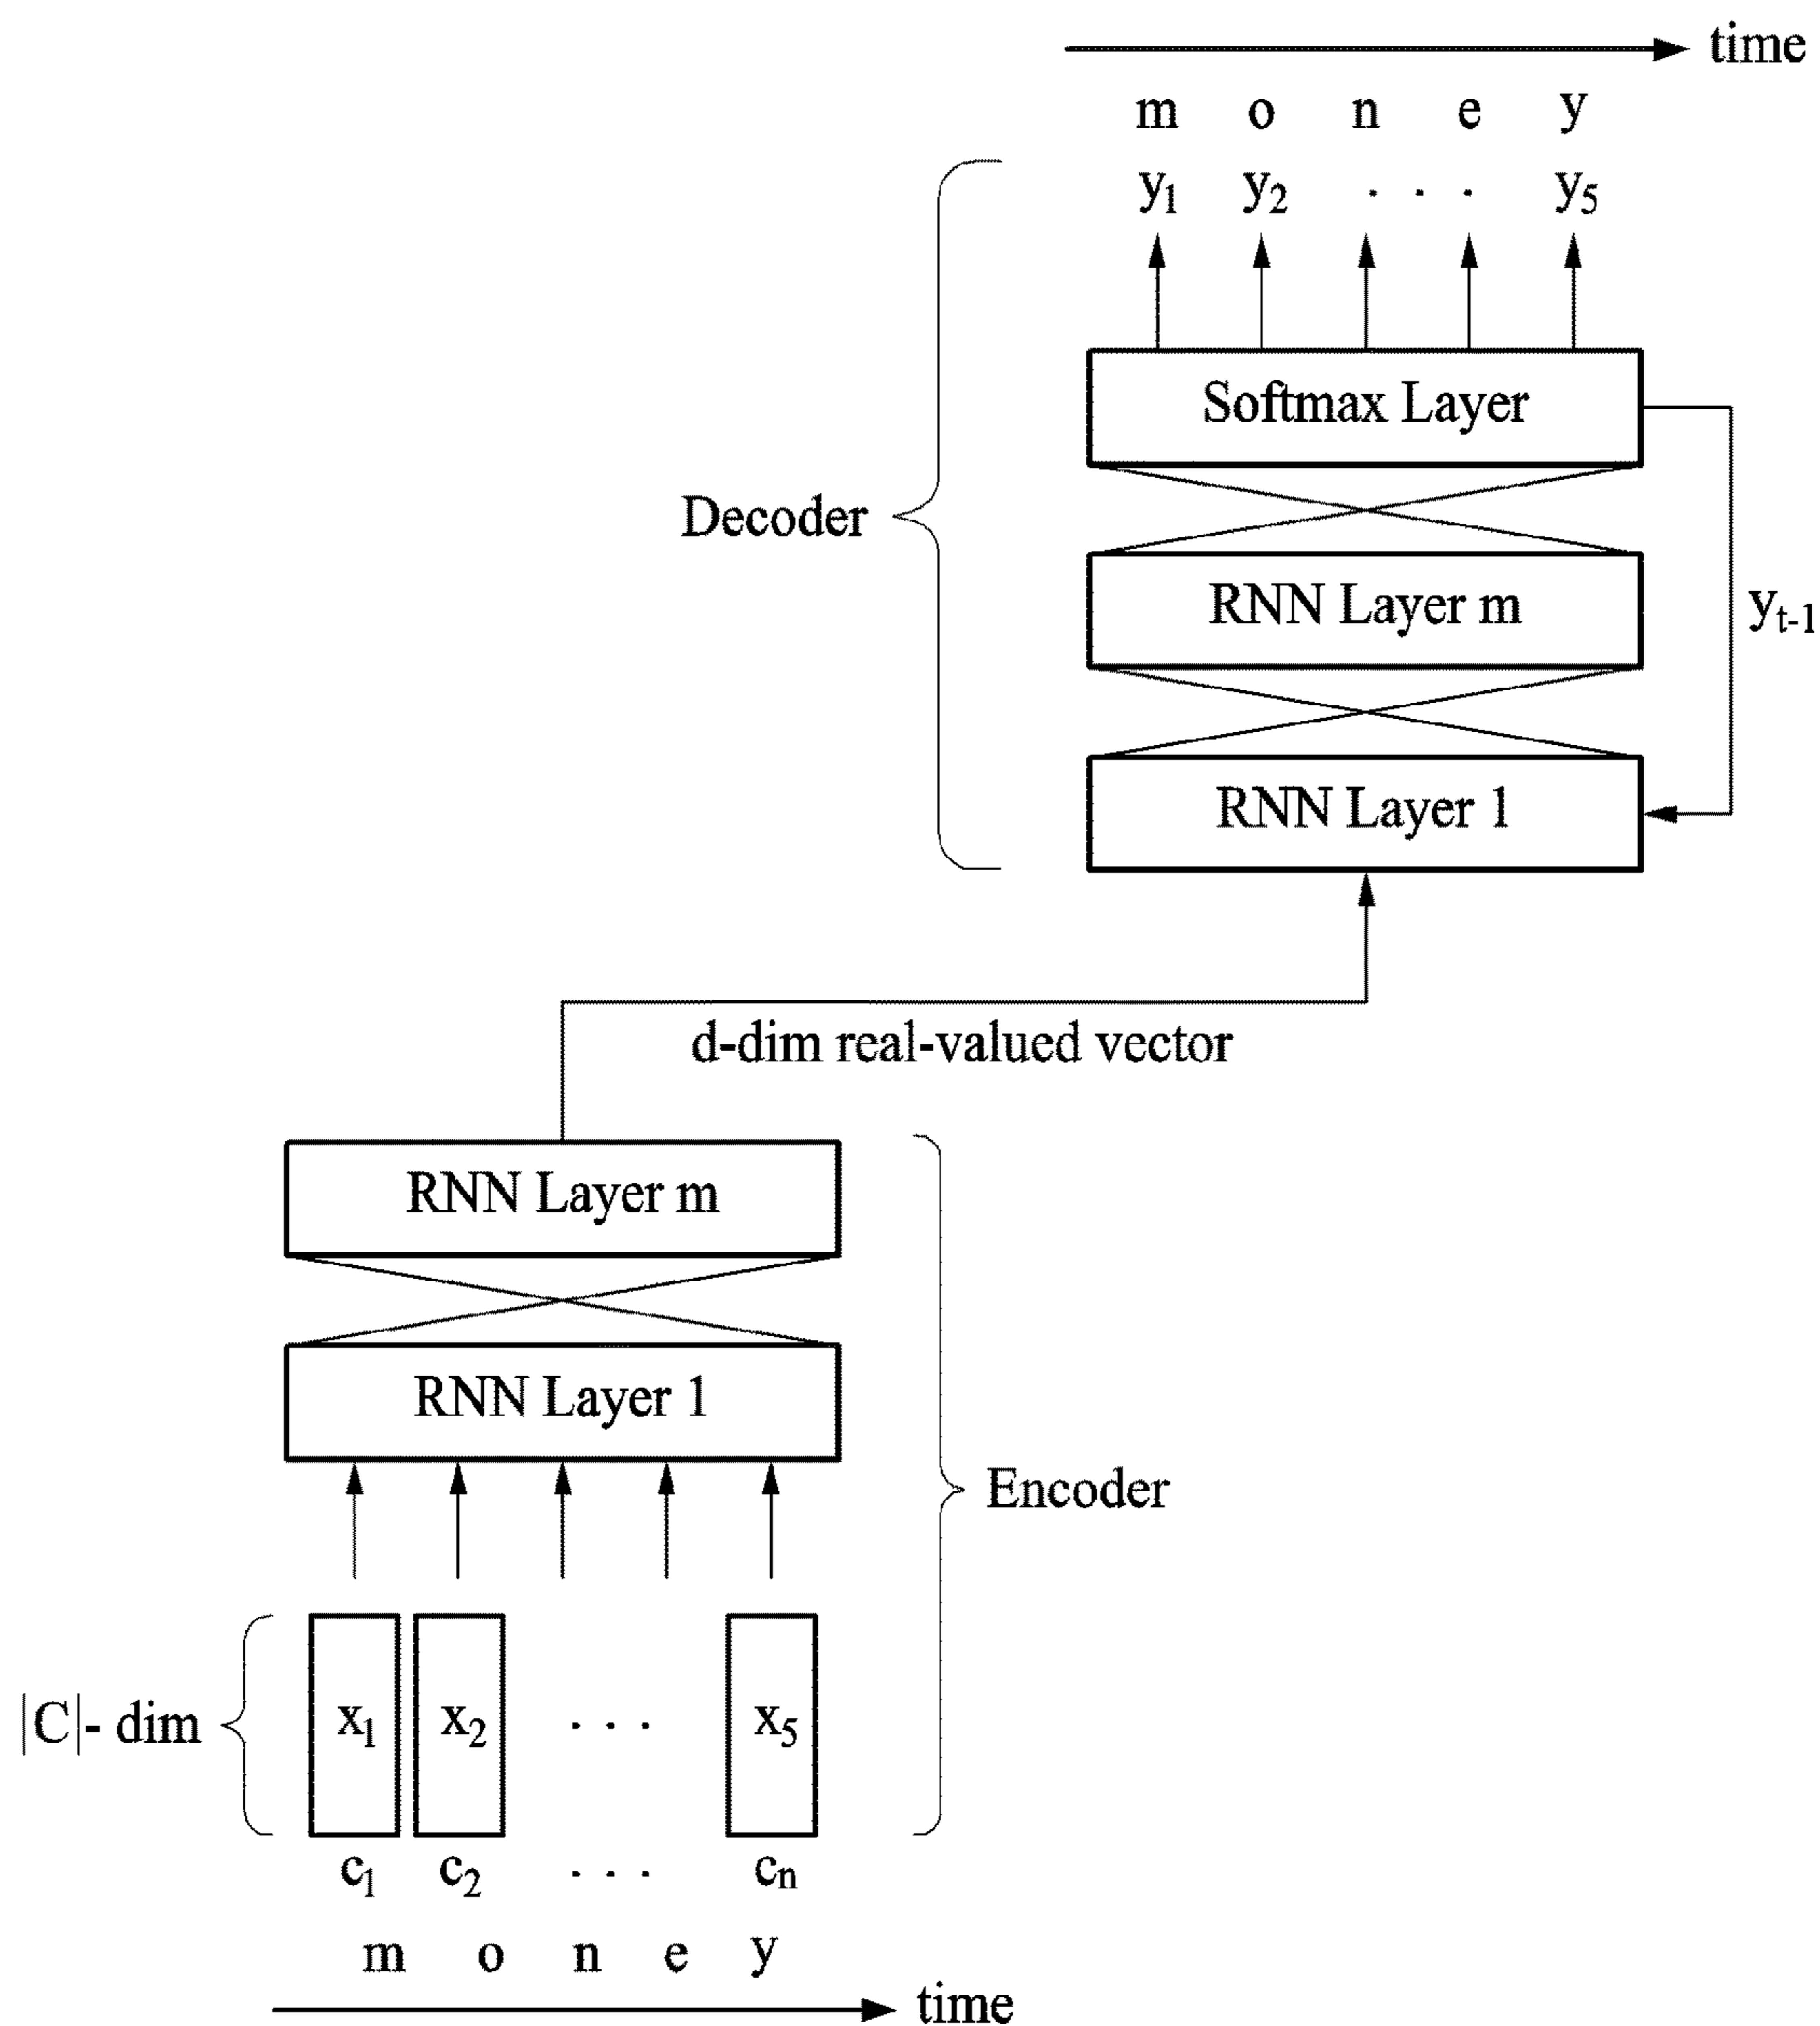 time
m o n e y
y1 y2 . . . y5
Softmax Layer
Decoder
RNN Layer m
yt-1
RNN Layer 1
d-dim real-valued vector
RNN Layer m
RNN Layer 1
Encoder
|C|- dim
x1 x2 . . . x5
c1 c2 . . . cn
m o n e y
time